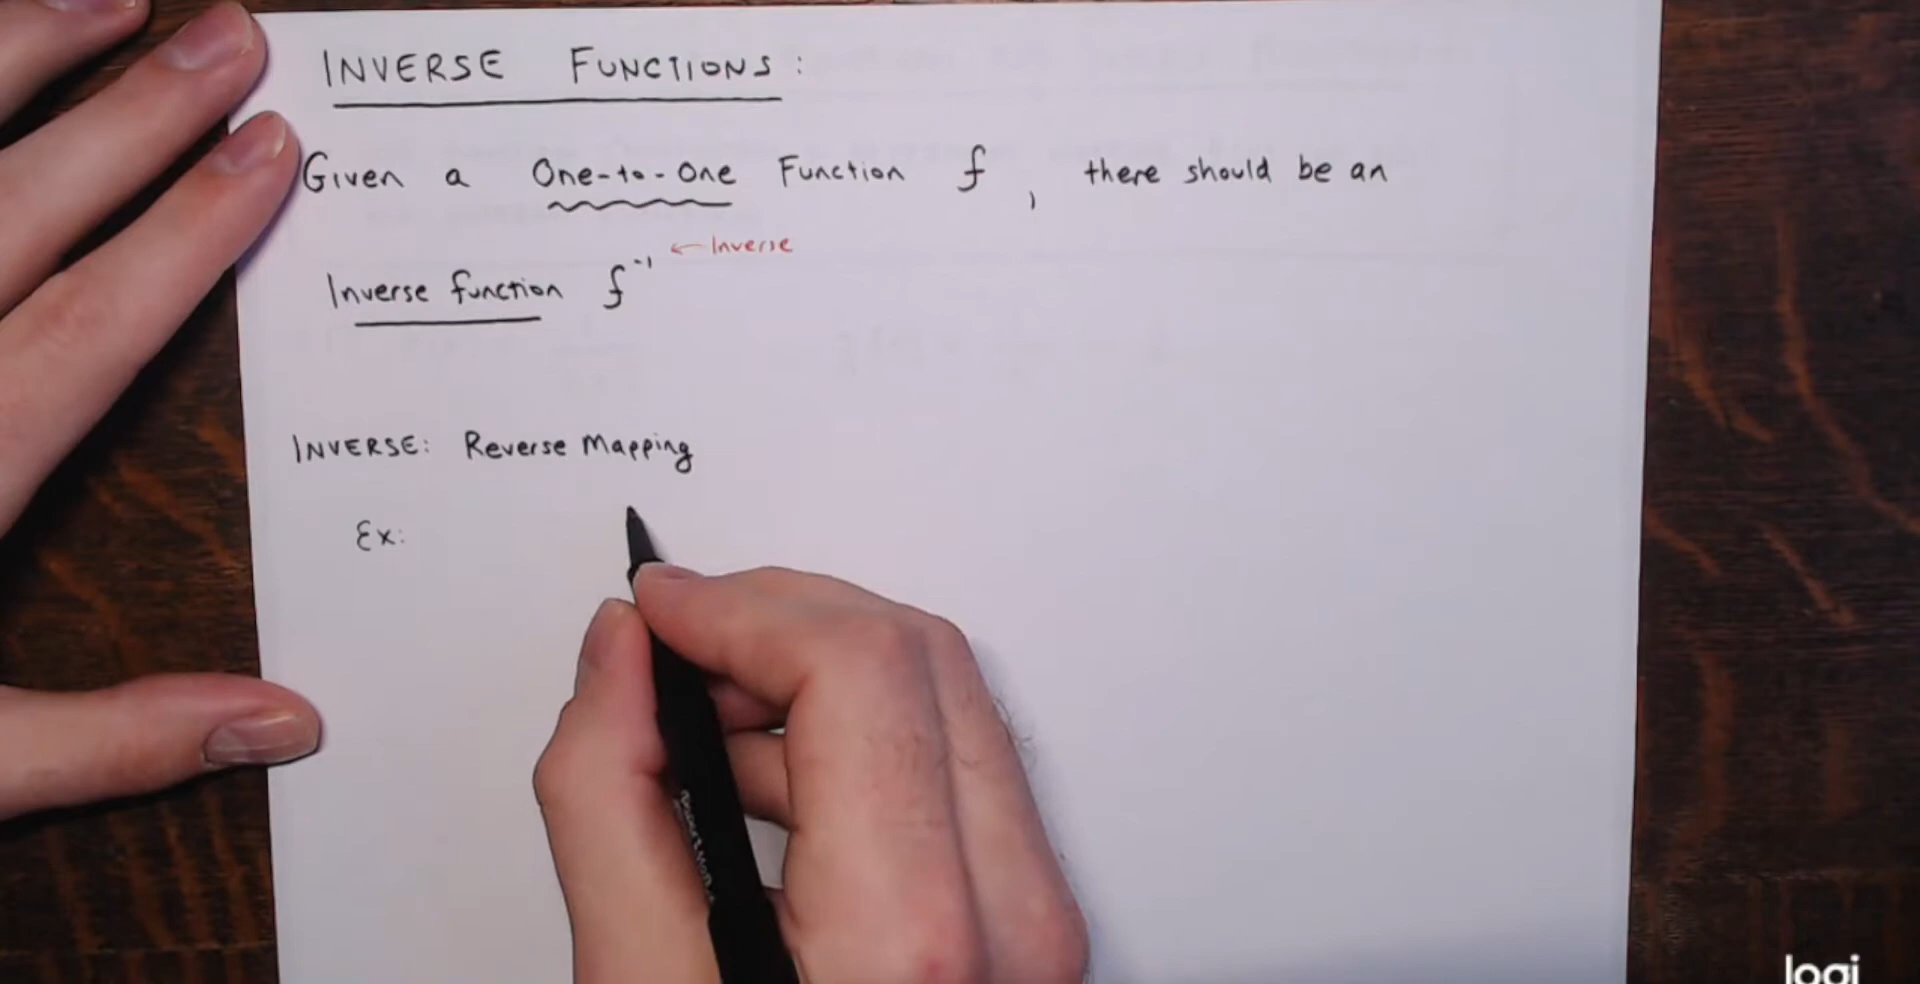 INVERSE FUNCTIONS:
Given a One-to-One Function f , there should be an
Inverse function f⁻¹ ← Inverse
INVERSE: Reverse Mapping
Ex:
logi